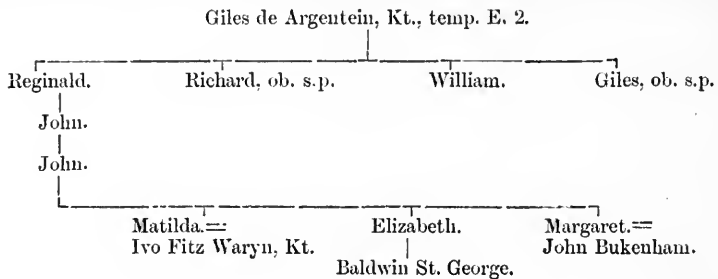 Giles de Argentein, Kt., temp. E. 2.
Reginald. Richard, ob. s.p. William. Giles, ob. s.p.
John.
John.
Matilda.= Elizabeth. Margaret.=
Ivo Fitz Waryn, Kt. John Bukenham.
Baldwin St. George.